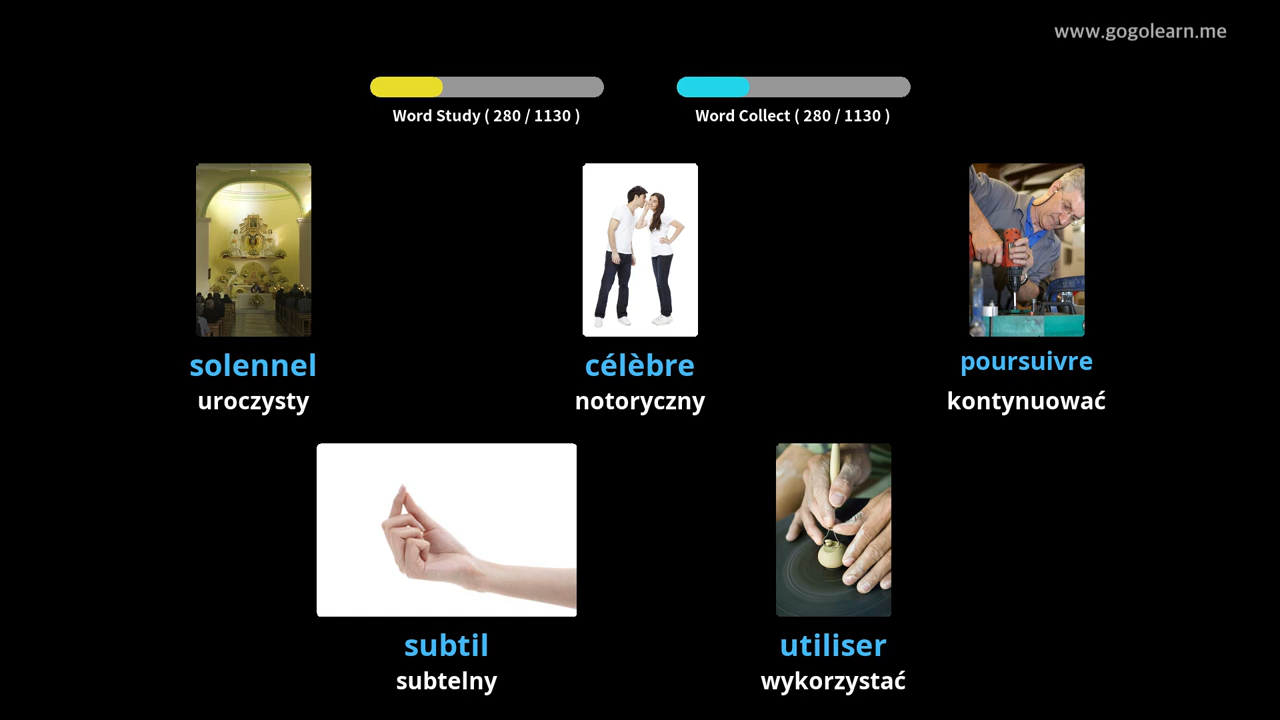 www.gogolearn.me
Word Study ( 280 / 1130 )
Word Collect ( 280 / 1130 )
solennel
uroczysty
célèbre
notoryczny
poursuivre
kontynuować
subtil
subtelny
utiliser
wykorzystać